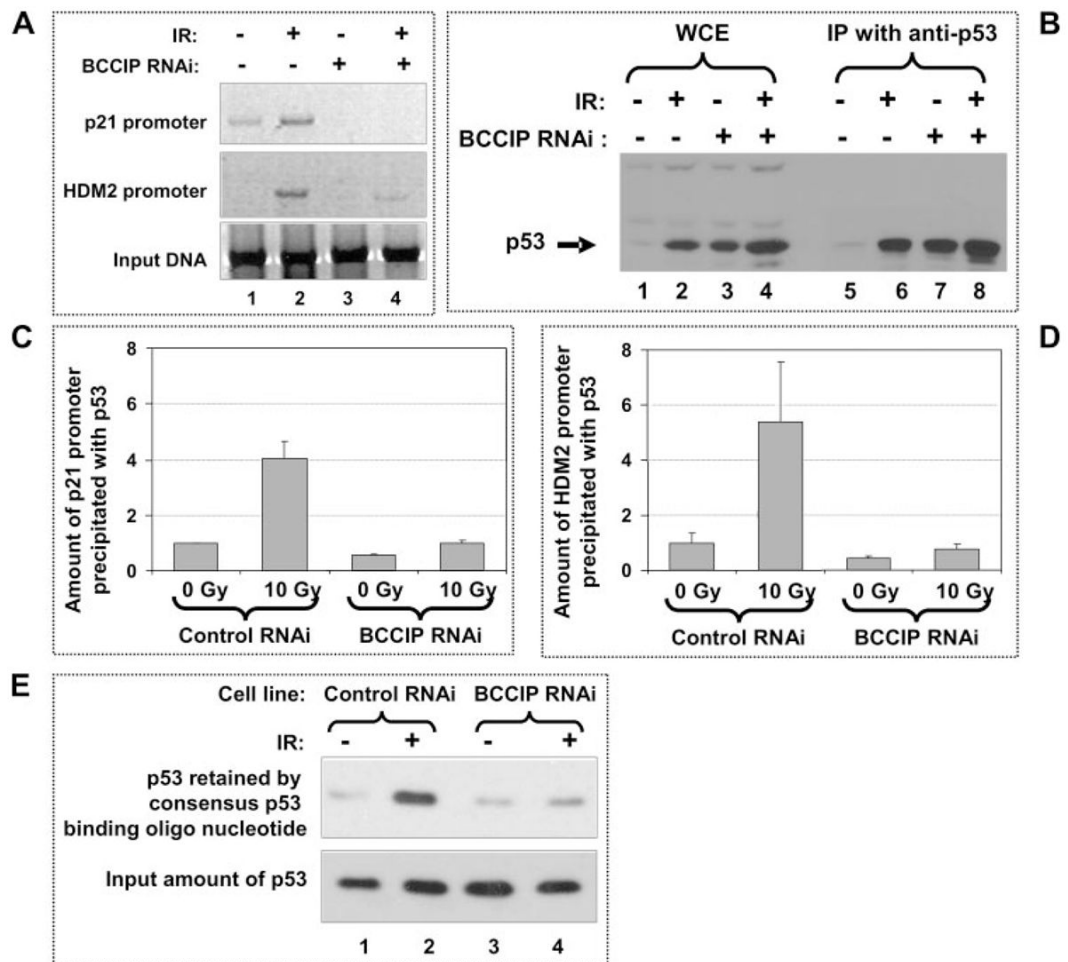 A
IR: - + - +
BCCIP RNAi: - - + +
p21 promoter
HDM2 promoter
Input DNA
1 2 3 4
B
WCE IP with anti-p53
IR: - + - + - + - +
BCCIP RNAi : - - + + - - + +
p53
1 2 3 4 5 6 7 8
C
Amount of p21 promoter
precipitated with p53
8
6
4
2
0
0 Gy 10 Gy 0 Gy 10 Gy
Control RNAi BCCIP RNAi
D
Amount of HDM2 promoter
precipitated with p53
8
6
4
2
0
0 Gy 10 Gy 0 Gy 10 Gy
Control RNAi BCCIP RNAi
E
Cell line: Control RNAi BCCIP RNAi
IR: - + - +
p53 retained by
consensus p53
binding oligo nucleotide
Input amount of p53
1 2 3 4